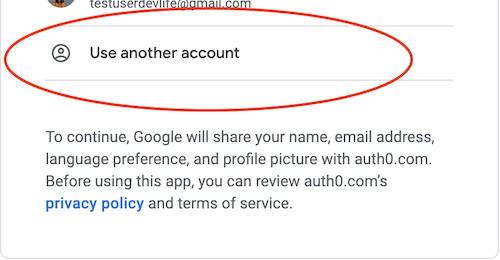 testuserdevlife@gmail.com
Use another account
To continue, Google will share your name, email address,
language preference, and profile picture with auth0.com.
Before using this app, you can review auth0.com's
privacy policy and terms of service.